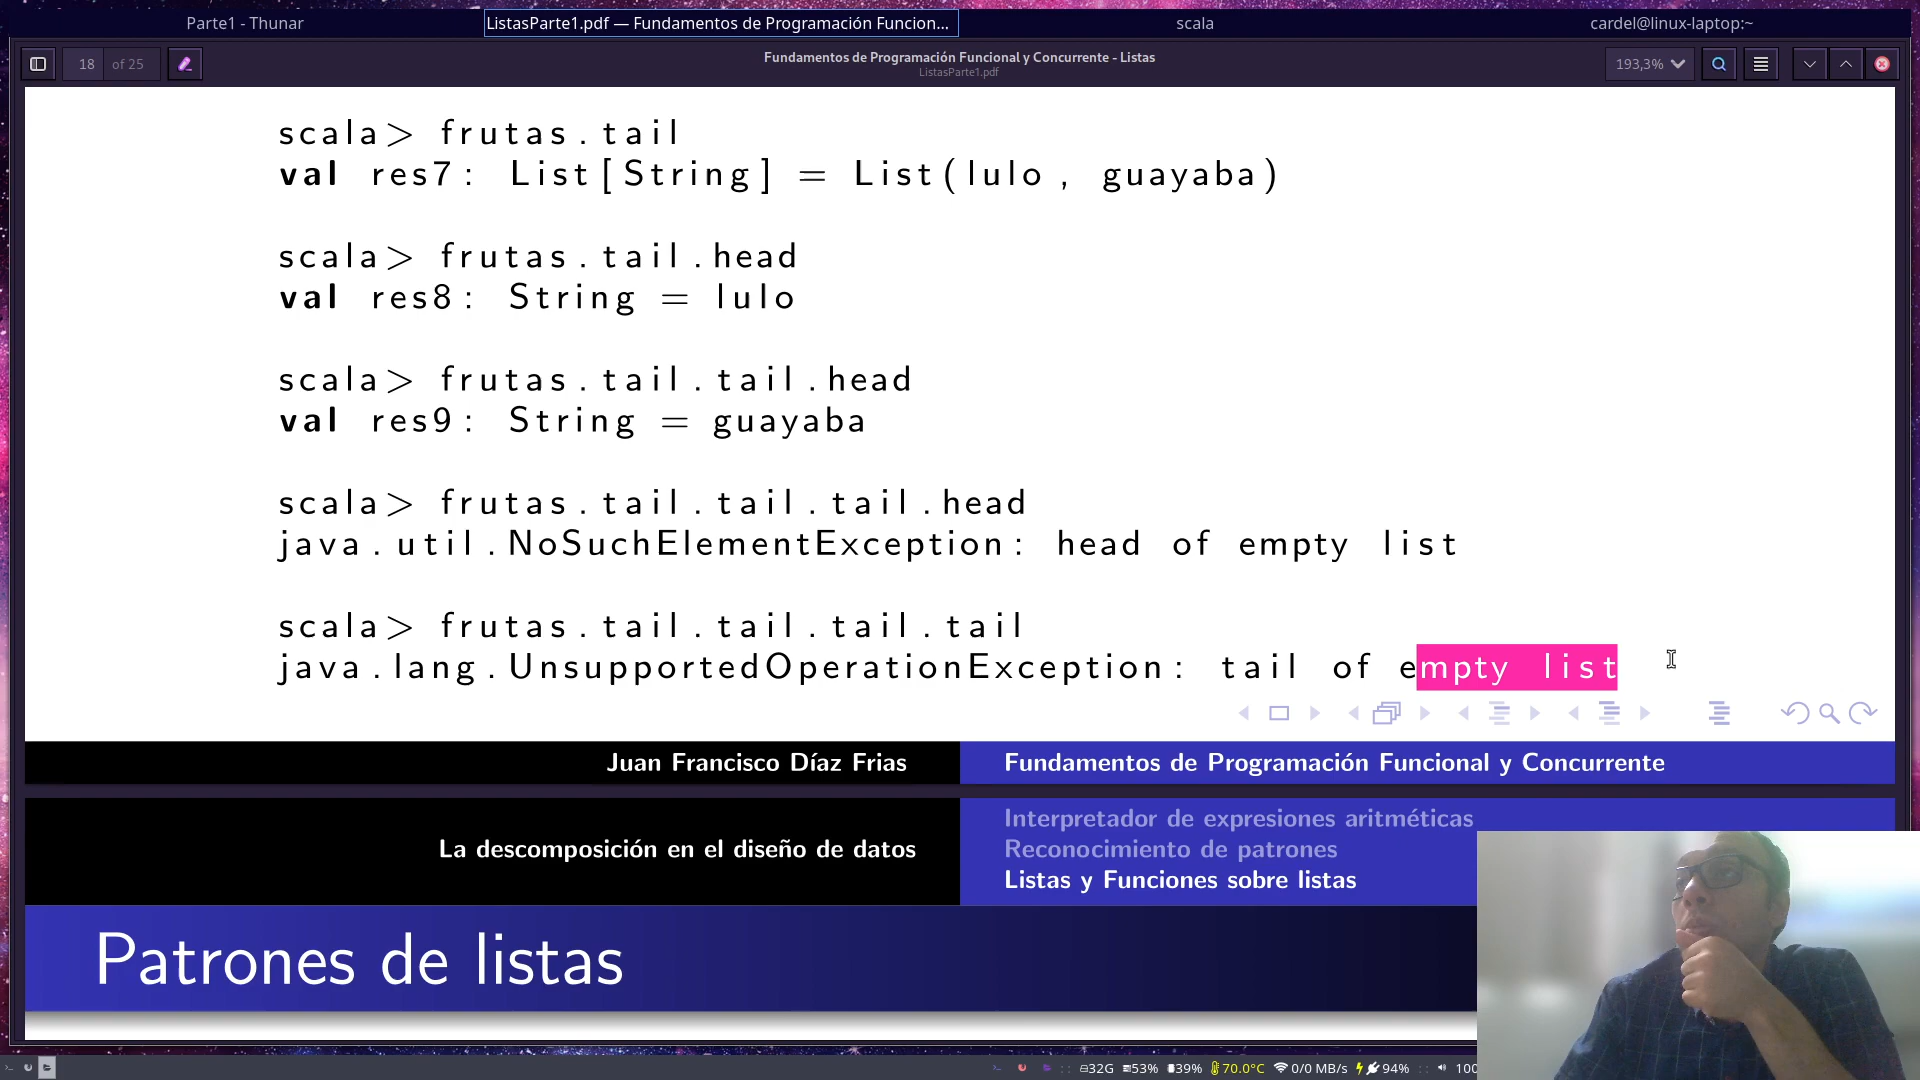 Parte1 - Thunar
ListasParte1.pdf — Fundamentos de Programación Funcion...
scala
cardel@linux-laptop:~
18 of 25
Fundamentos de Programación Funcional y Concurrente - Listas
ListasParte1.pdf
193,3%
scala> frutas.tail
val res7: List[String] = List(lulo, guayaba)
scala> frutas.tail.head
val res8: String = lulo
scala> frutas.tail.tail.head
val res9: String = guayaba
scala> frutas.tail.tail.tail.head
java.util.NoSuchElementException: head of empty list
scala> frutas.tail.tail.tail.tail
java.lang.UnsupportedOperationException: tail of empty list
Juan Francisco Díaz Frias
Fundamentos de Programación Funcional y Concurrente
La descomposición en el diseño de datos
Interpretador de expresiones aritméticas
Reconocimiento de patrones
Listas y Funciones sobre listas
Patrones de listas
32G 53% 39% 70.0°C 0/0 MB/s 94% 100